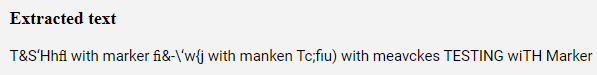 Extracted text
T&S‘Hhﬂ with marker ﬁ&-\‘w{j with manken Tc;ﬁu) with meavckes TESTING wiTH Marker